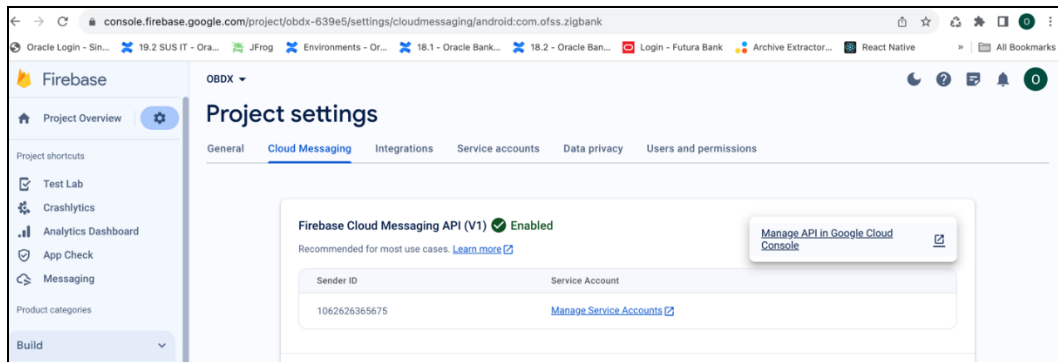 console.firebase.google.com/project/obdx-639e5/settings/cloudmessaging/android:com.ofss.zigbank
Oracle Login - Sin... 19.2 SUS IT - Ora... JFrog Environments - Or... 18.1 - Oracle Bank... 18.2 - Oracle Ban... Login - Futura Bank Archive Extractor... React Native » All Bookmarks
Firebase
OBDX
O
Project Overview
Project settings
General Cloud Messaging Integrations Service accounts Data privacy Users and permissions
Project shortcuts
Test Lab
Crashlytics
Analytics Dashboard
App Check
Messaging
Product categories
Build
Firebase Cloud Messaging API (V1) Enabled
Recommended for most use cases. Learn more
Manage API in Google Cloud
Console
Sender ID Service Account
1062626365675 Manage Service Accounts